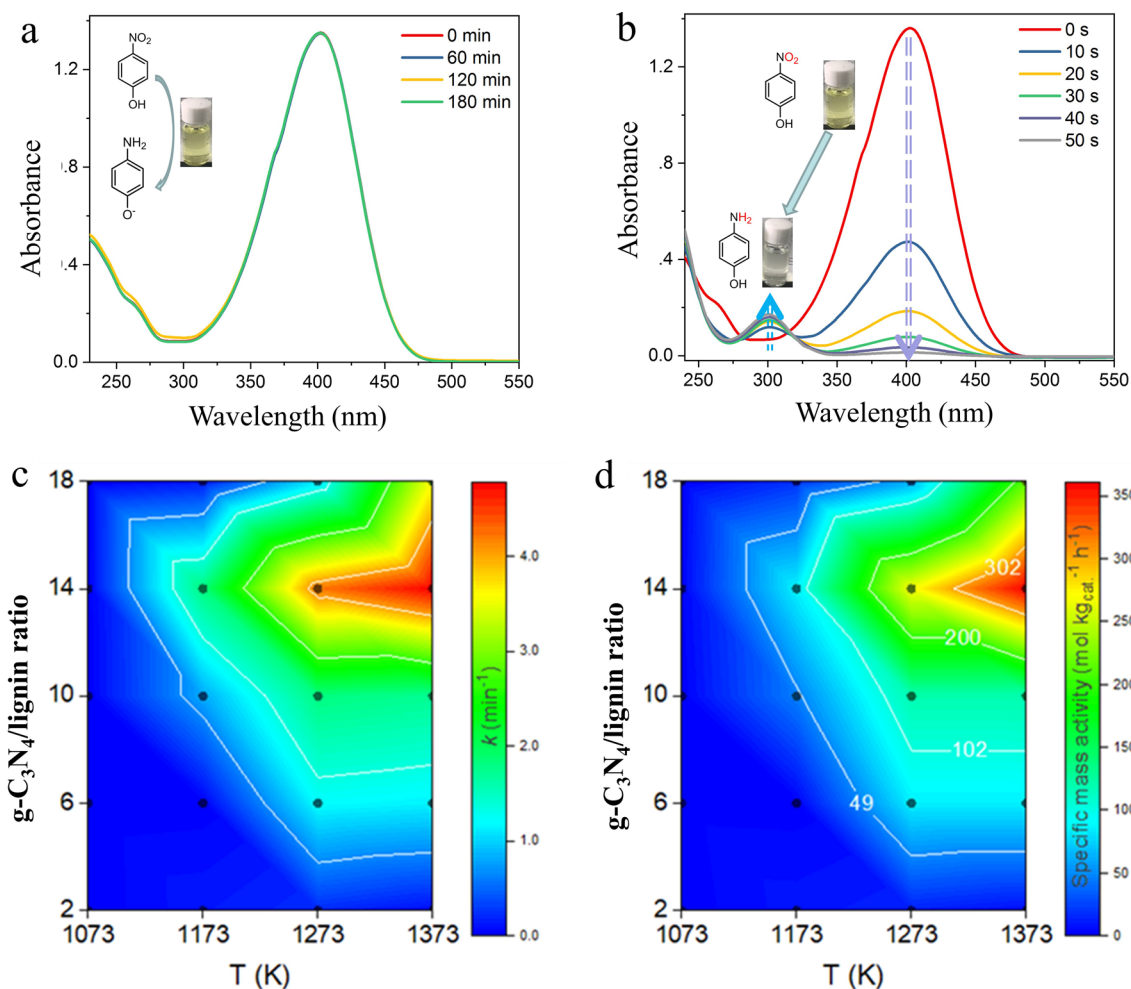 a
NO₂
OH
NH₂
O⁻
0 min
60 min
120 min
180 min
1.2
.8
.4
0.0
250 300 350 400 450 500 550
Absorbance
Wavelength (nm)
b
NO₂
OH
NH₂
OH
0 s
10 s
20 s
30 s
40 s
50 s
1.2
.8
.4
0.0
250 300 350 400 450 500 550
Absorbance
Wavelength (nm)
c
18
14
10
6
2
1073 1173 1273 1373
g-C₃N₄/lignin ratio
T (K)
4.0
3.0
2.0
1.0
0.0
k (min⁻¹)
d
18
14
10
6
2
1073 1173 1273 1373
g-C₃N₄/lignin ratio
T (K)
302
200
102
49
350
300
250
200
150
100
50
0
Specific mass activity (mol kg꜀ₐₜ.⁻¹ h⁻¹)